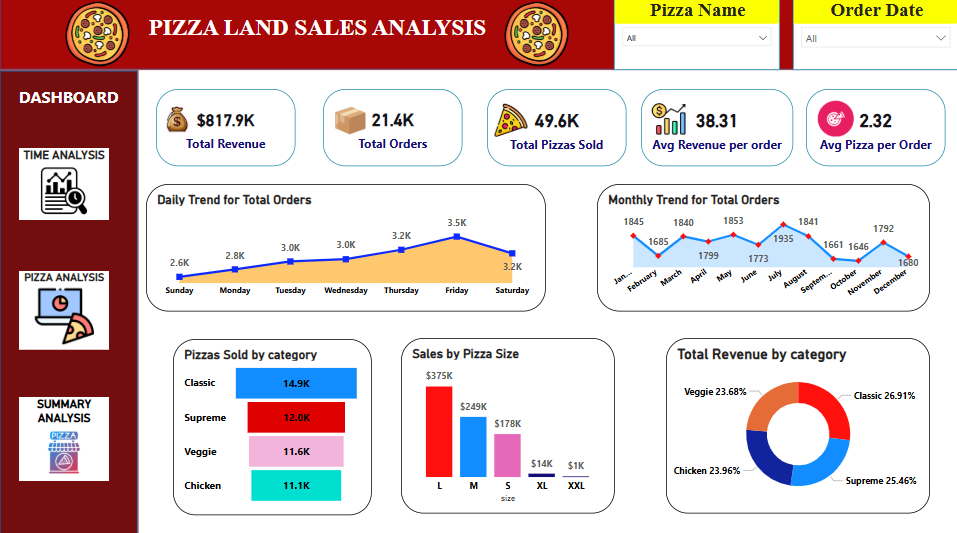 PIZZA LAND SALES ANALYSIS
Pizza Name
All
Order Date
All
DASHBOARD
TIME ANALYSIS
PIZZA ANALYSIS
SUMMARY
ANALYSIS
PIZZA
$817.9K
Total Revenue
21.4K
Total Orders
49.6K
Total Pizzas Sold
38.31
Avg Revenue per order
2.32
Avg Pizza per Order
Daily Trend for Total Orders
2.6K
2.8K
3.0K
3.0K
3.2K
3.5K
3.2K
Sunday
Monday
Tuesday
Wednesday
Thursday
Friday
Saturday
Monthly Trend for Total Orders
1845
1685
1840
1799
1853
1773
1935
1841
1661
1646
1792
1680
Jan...
February
March
April
May
June
July
August
Septem...
October
November
December
Pizzas Sold by category
Classic 14.9K
Supreme 12.0K
Veggie 11.6K
Chicken 11.1K
Sales by Pizza Size
$375K
$249K
$178K
$14K
$1K
L M S XL XXL
size
Total Revenue by category
Veggie 23.68%
Classic 26.91%
Chicken 23.96%
Supreme 25.46%